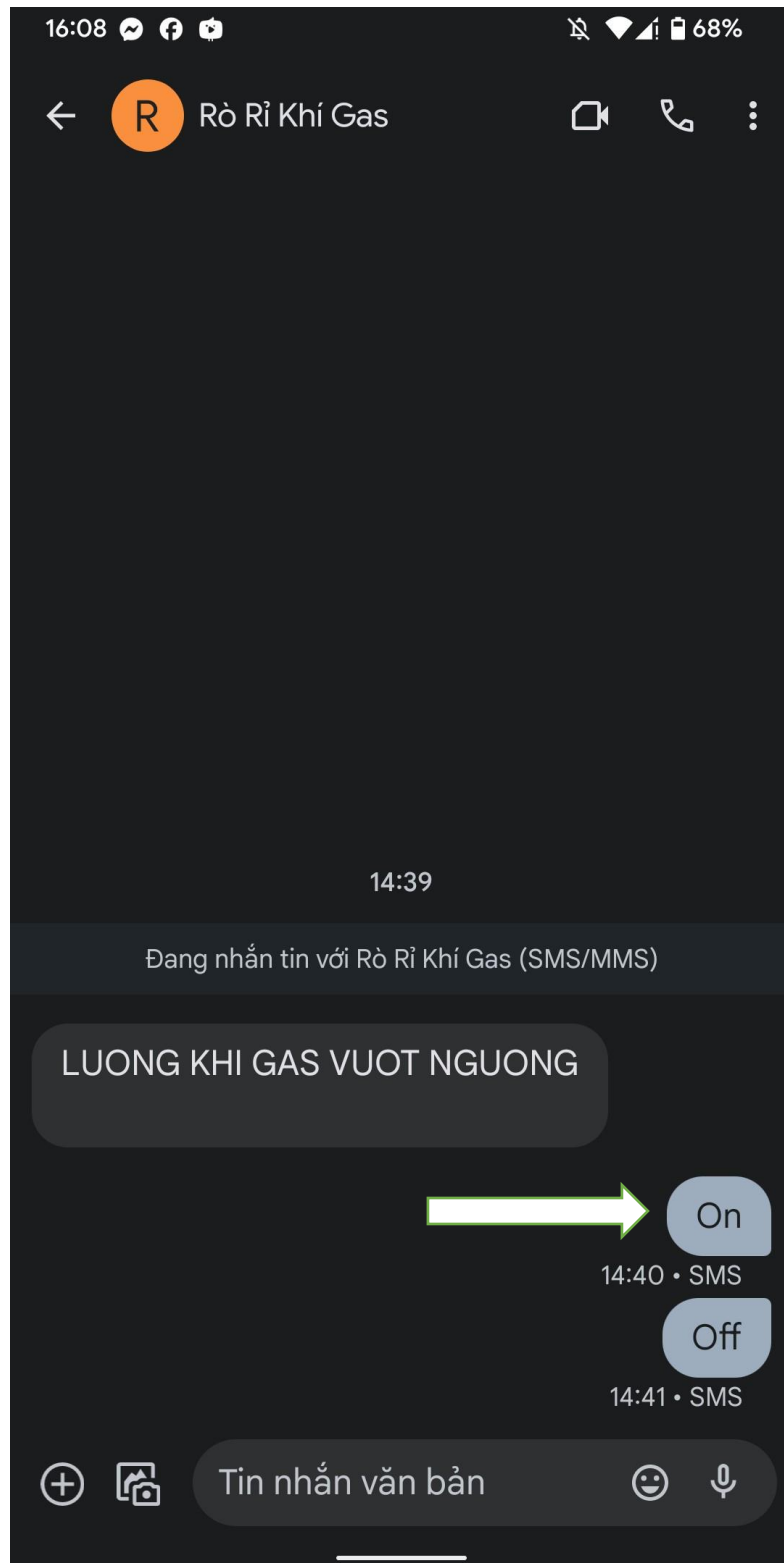 16:08
68%
R
Rò Rỉ Khí Gas
14:39
Đang nhắn tin với Rò Rỉ Khí Gas (SMS/MMS)
LUONG KHI GAS VUOT NGUONG
On
14:40 • SMS
Off
14:41 • SMS
Tin nhắn văn bản